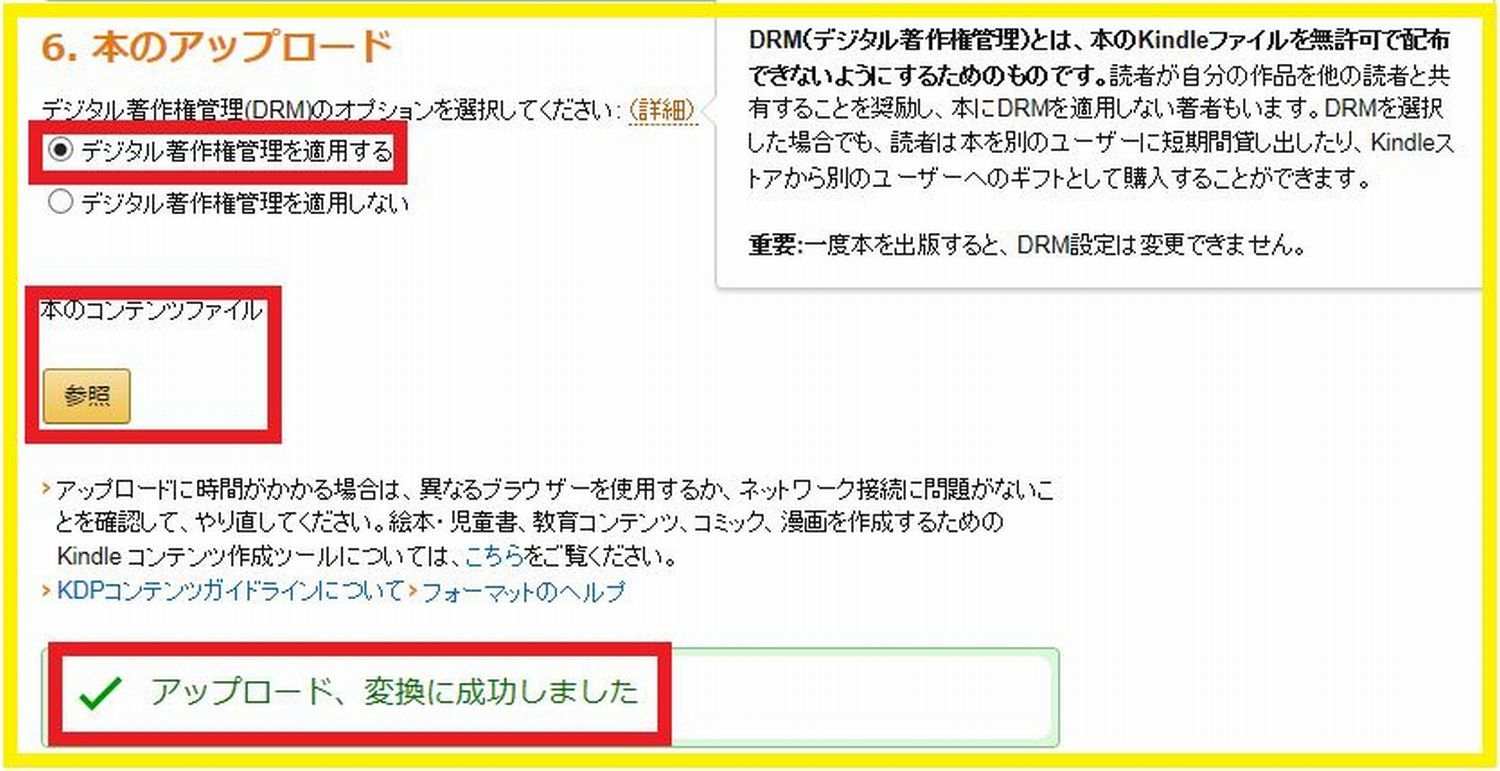 6. 本のアップロード
デジタル著作権管理(DRM)のオプションを選択してください: (詳細)
デジタル著作権管理を適用する
デジタル著作権管理を適用しない
DRM(デジタル著作権管理)とは、本のKindleファイルを無許可で配布
できないようにするためのものです。読者が自分の作品を他の読者と共
有することを奨励し、本にDRMを適用しない著者もいます。DRMを選択
した場合でも、読者は本を別のユーザーに短期間貸し出したり、Kindleス
トアから別のユーザーへのギフトとして購入することができます。
重要:一度本を出版すると、DRM設定は変更できません。
本のコンテンツファイル
参照
› アップロードに時間がかかる場合は、異なるブラウザーを使用するか、ネットワーク接続に問題がないこ
とを確認して、やり直してください。絵本・児童書、教育コンテンツ、コミック、漫画を作成するための
Kindle コンテンツ作成ツールについては、こちらをご覧ください。
› KDPコンテンツガイドラインについて › フォーマットのヘルプ
アップロード、変換に成功しました